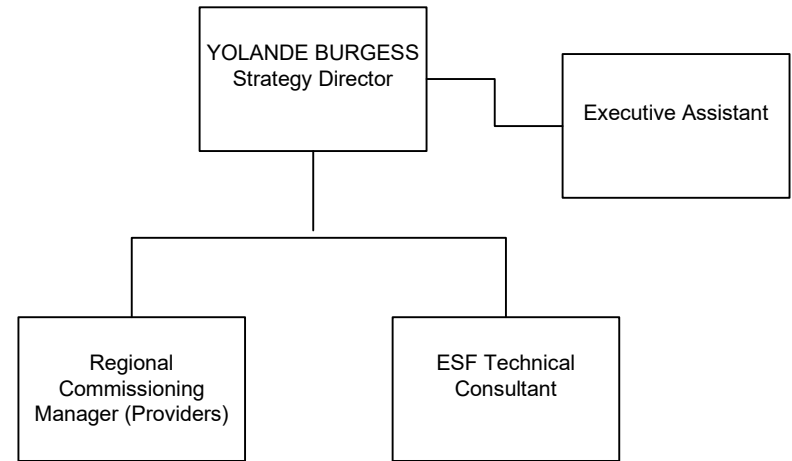 YOLANDE BURGESS
Strategy Director
Executive Assistant
Regional
Commissioning
Manager (Providers)
ESF Technical
Consultant